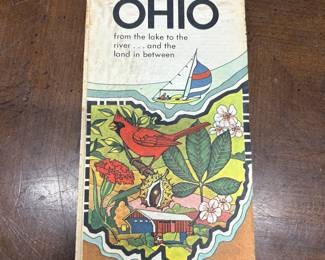 OHIO
from the lake to the
river . . . and the
land in between